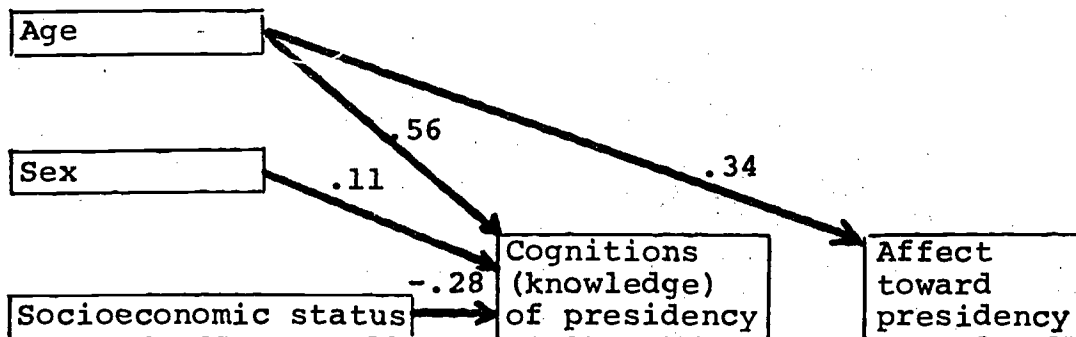 Age
.56
Sex
.11
.34
Cognitions
(knowledge)
of presidency
Affect
toward
presidency
-.28
Socioeconomic status